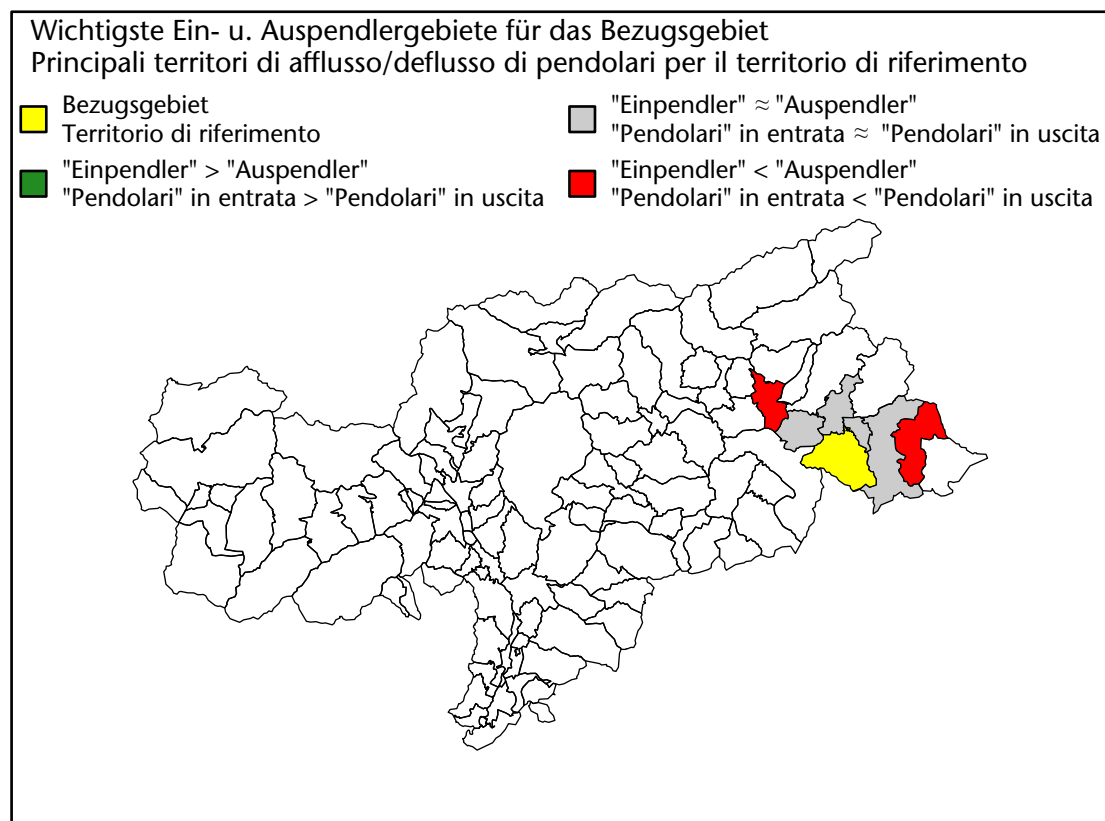 Wichtigste Ein- u. Auspendlergebiete für das Bezugsgebiet
Principali territori di afflusso/deflusso di pendolari per il territorio di riferimento
Bezugsgebiet
Territorio di riferimento
"Einpendler" > "Auspendler"
"Pendolari" in entrata > "Pendolari" in uscita
"Einpendler" ≈ "Auspendler"
"Pendolari" in entrata ≈ "Pendolari" in uscita
"Einpendler" < "Auspendler"
"Pendolari" in entrata < "Pendolari" in uscita